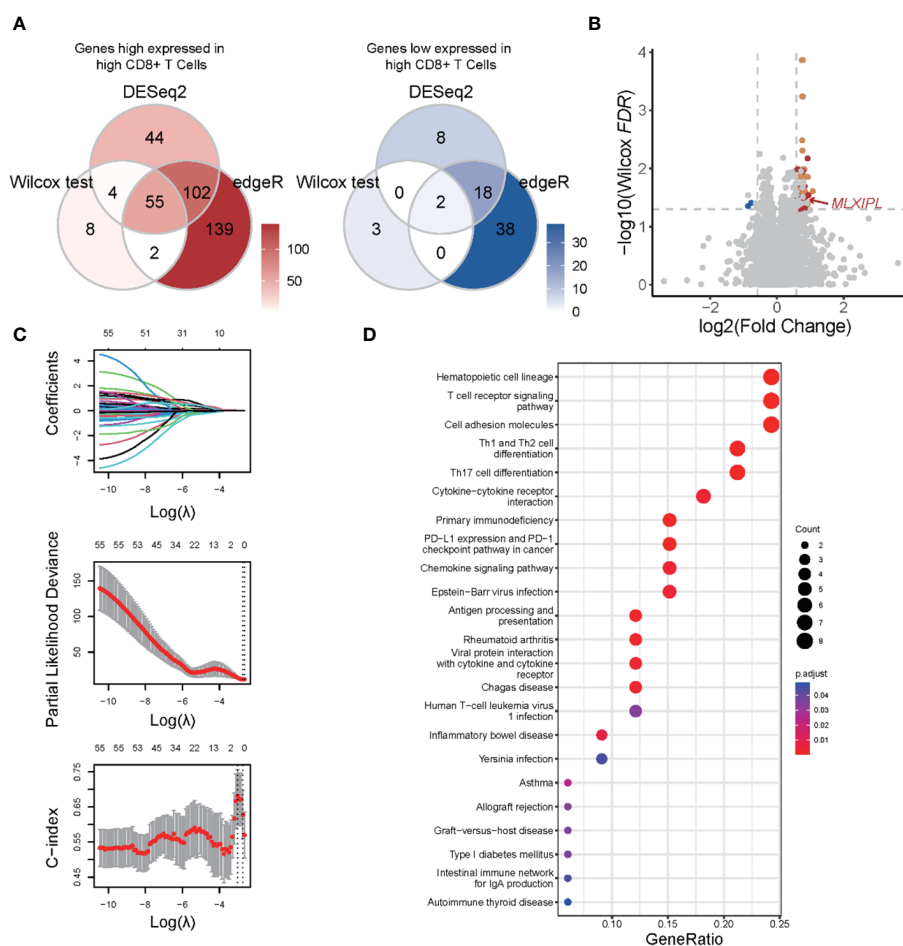 A
Genes high expressed in
high CD8+ T Cells
DESeq2
44
Wilcox test
4
102
edgeR
55
8
139
2
100
50
Genes low expressed in
high CD8+ T Cells
DESeq2
8
Wilcox test
0
18
edgeR
2
3
38
0
30
20
10
0
B
4
3
2
1
0
−log10(Wilcox FDR)
MLXIPL
−2
0
2
log2(Fold Change)
C
55
51
31
10
Coefficients
4
2
0
−2
−4
−10
−8
−6
−4
Log(λ)
55 55 53 45 34 22 13 2 0
Partial Likelihood Deviance
150
100
50
0
−10
−8
−6
−4
Log(λ)
55 55 53 45 34 22 13 2 0
C-index
0.75
0.65
0.55
0.45
−10
−8
−6
−4
Log(λ)
D
Hematopoietic cell lineage
T cell receptor signaling
pathway
Cell adhesion molecules
Th1 and Th2 cell
differentiation
Th17 cell differentiation
Cytokine-cytokine receptor
interaction
Primary immunodeficiency
PD-L1 expression and PD-1
checkpoint pathway in cancer
Chemokine signaling pathway
Epstein-Barr virus infection
Antigen processing and
presentation
Rheumatoid arthritis
Viral protein interaction
with cytokine and cytokine
receptor
Chagas disease
Human T-cell leukemia virus
1 infection
Inflammatory bowel disease
Yersinia infection
Asthma
Allograft rejection
Graft-versus-host disease
Type I diabetes mellitus
Intestinal immune network
for IgA production
Autoimmune thyroid disease
0.10
0.15
0.20
0.25
GeneRatio
Count
2
3
4
5
6
7
8
p.adjust
0.04
0.03
0.02
0.01